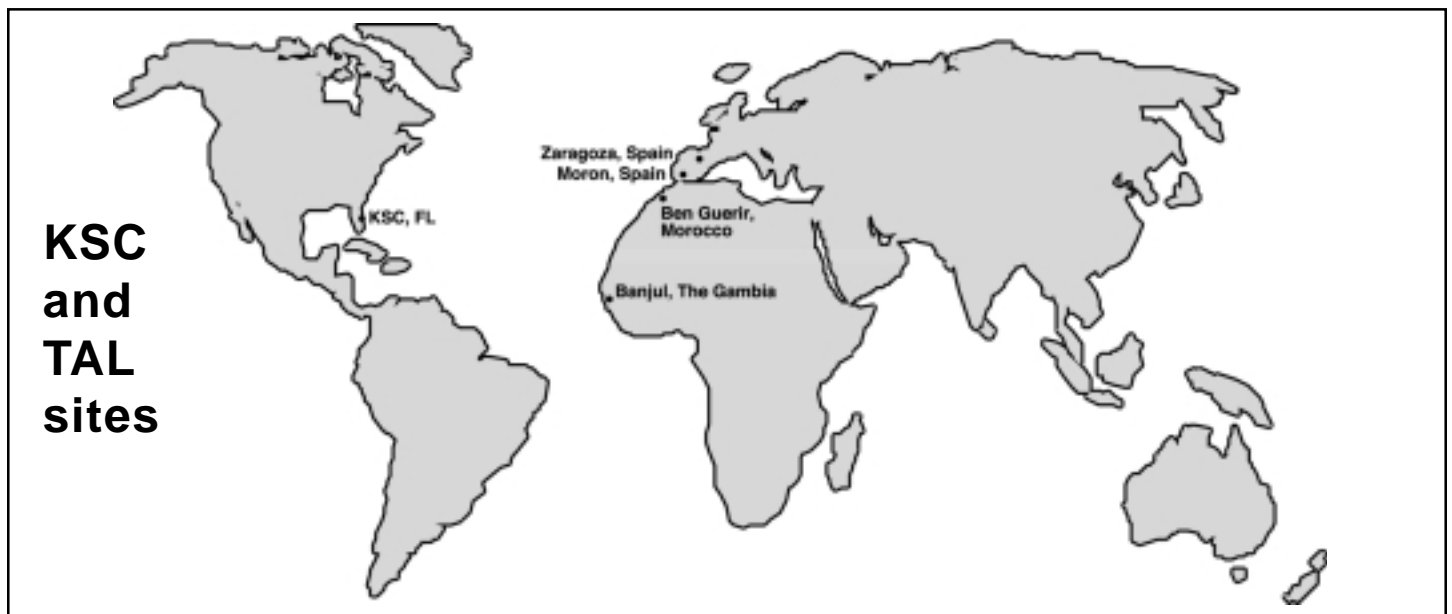 KSC
and
TAL
sites
KSC, FL
Zaragoza, Spain
Moron, Spain
Ben Guerir,
Morocco
Banjul, The Gambia